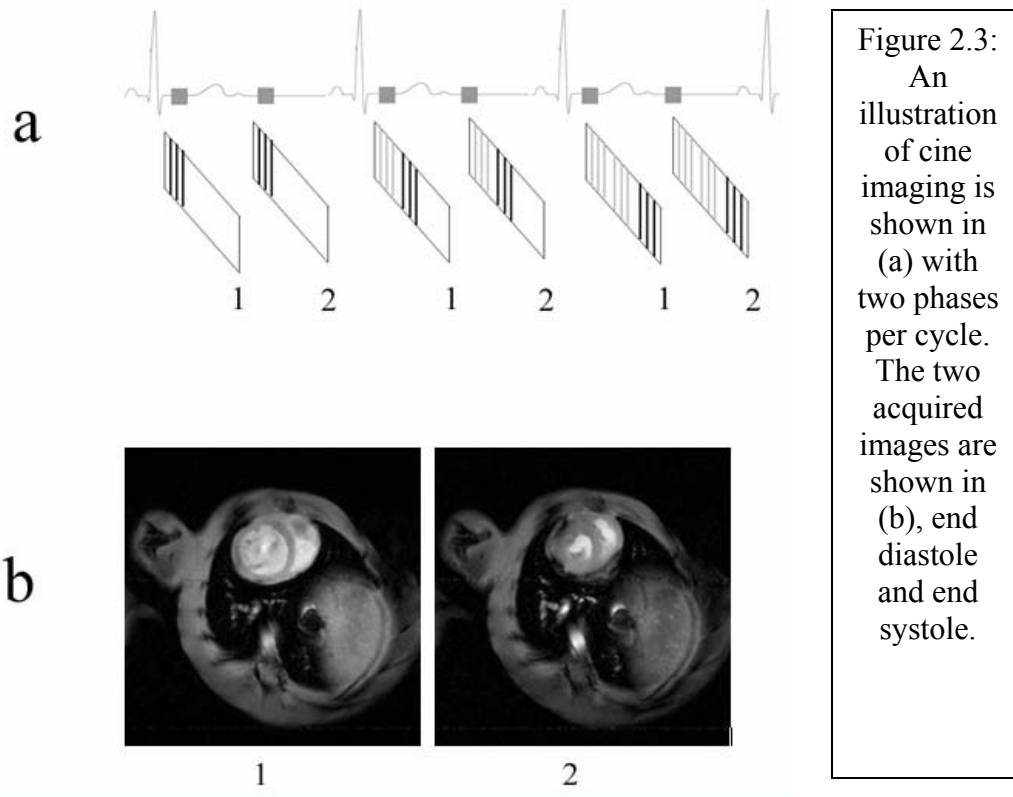 a
1 2 1 2 1 2
b
1 2
Figure 2.3:
An
illustration
of cine
imaging is
shown in
(a) with
two phases
per cycle.
The two
acquired
images are
shown in
(b), end
diastole
and end
systole.